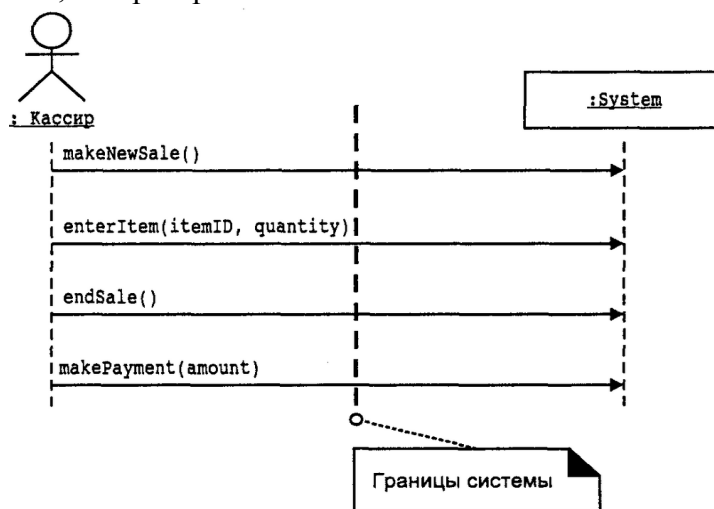 : Кассир
:System
makeNewSale()
enterItem(itemID, quantity)
endSale()
makePayment(amount)
Границы системы